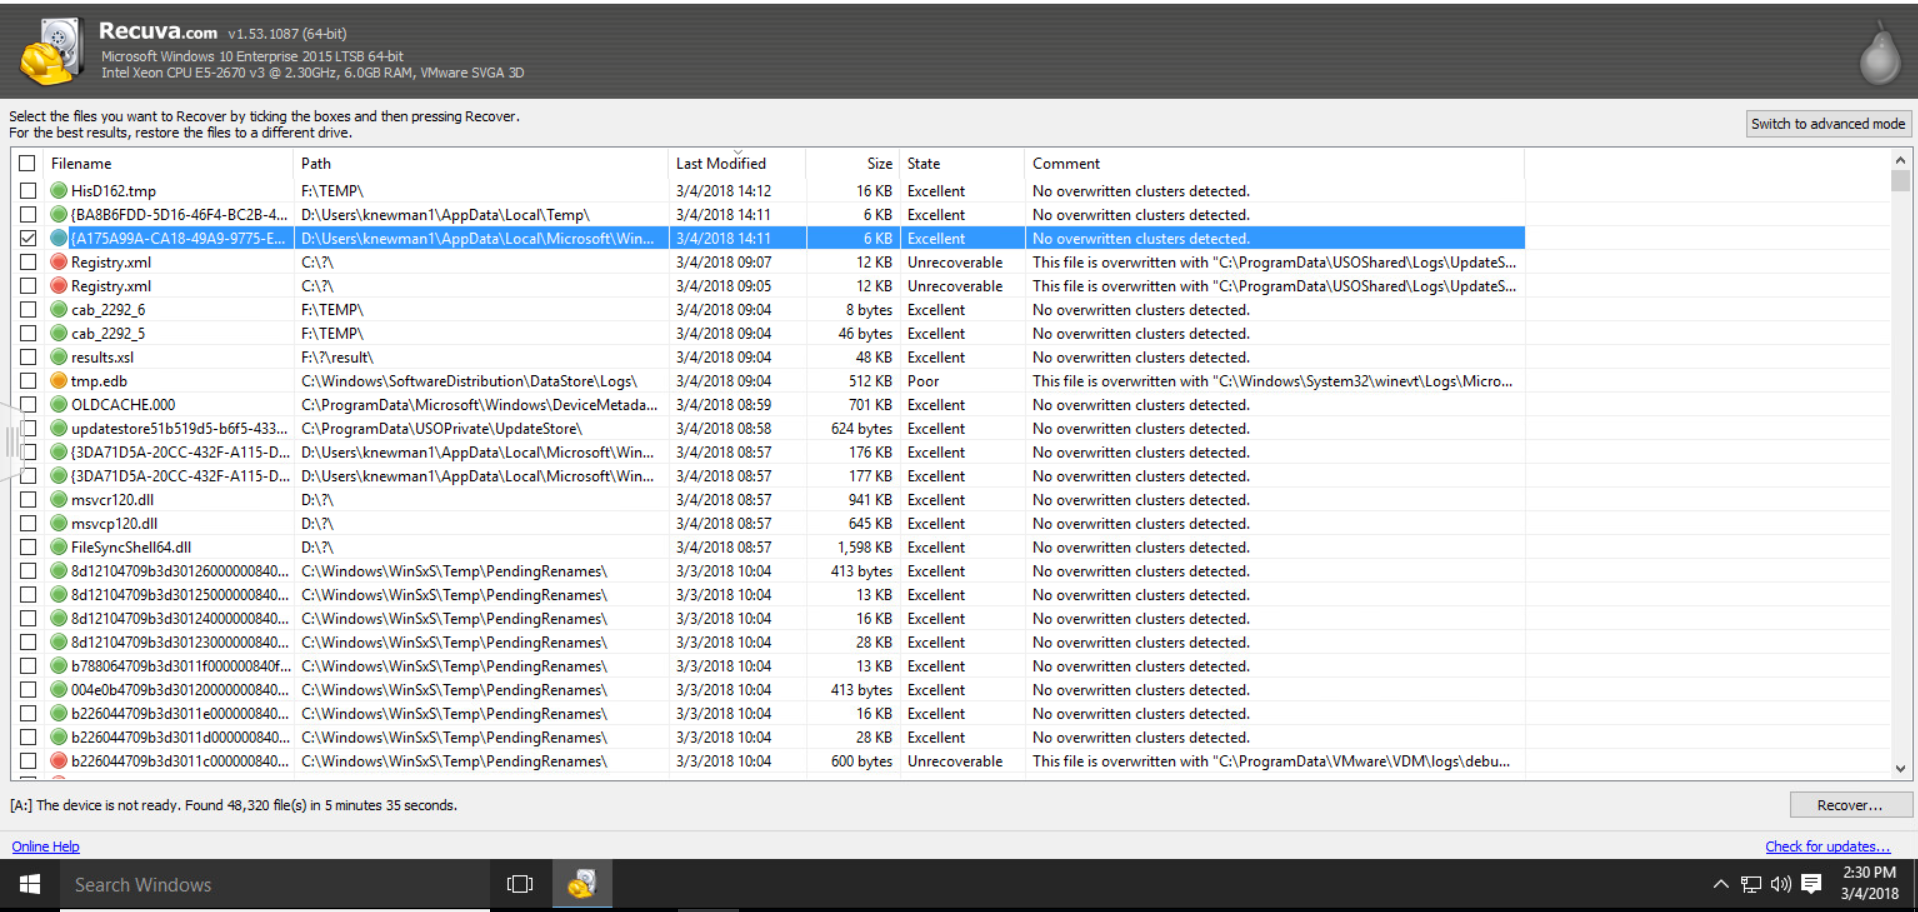 Recuva.com v1.53.1087 (64-bit)
Microsoft Windows 10 Enterprise 2015 LTSB 64-bit
Intel Xeon CPU E5-2670 v3 @ 2.30GHz, 6.0GB RAM, VMware SVGA 3D
Select the files you want to Recover by ticking the boxes and then pressing Recover.
For the best results, restore the files to a different drive.
Switch to advanced mode
Filename Path Last Modified Size State Comment
HisD162.tmp F:\TEMP\ 3/4/2018 14:12 16 KB Excellent No overwritten clusters detected.
{BA8B6FDD-5D16-46F4-BC2B-4... D:\Users\knewman1\AppData\Local\Temp\ 3/4/2018 14:11 6 KB Excellent No overwritten clusters detected.
{A175A99A-CA18-49A9-9775-E... D:\Users\knewman1\AppData\Local\Microsoft\Win... 3/4/2018 14:11 6 KB Excellent No overwritten clusters detected.
Registry.xml C:\?\ 3/4/2018 09:07 12 KB Unrecoverable This file is overwritten with "C:\ProgramData\USOShared\Logs\UpdateS...
Registry.xml C:\?\ 3/4/2018 09:05 12 KB Unrecoverable This file is overwritten with "C:\ProgramData\USOShared\Logs\UpdateS...
cab_2292_6 F:\TEMP\ 3/4/2018 09:04 8 bytes Excellent No overwritten clusters detected.
cab_2292_5 F:\TEMP\ 3/4/2018 09:04 46 bytes Excellent No overwritten clusters detected.
results.xsl F:\?\result\ 3/4/2018 09:04 48 KB Excellent No overwritten clusters detected.
tmp.edb C:\Windows\SoftwareDistribution\DataStore\Logs\ 3/4/2018 09:04 512 KB Poor This file is overwritten with "C:\Windows\System32\winevt\Logs\Micro...
OLDCACHE.000 C:\ProgramData\Microsoft\Windows\DeviceMetada... 3/4/2018 08:59 701 KB Excellent No overwritten clusters detected.
updatestore51b519d5-b6f5-433... C:\ProgramData\USOPrivate\UpdateStore\ 3/4/2018 08:58 624 bytes Excellent No overwritten clusters detected.
{3DA71D5A-20CC-432F-A115-D... D:\Users\knewman1\AppData\Local\Microsoft\Win... 3/4/2018 08:57 176 KB Excellent No overwritten clusters detected.
{3DA71D5A-20CC-432F-A115-D... D:\Users\knewman1\AppData\Local\Microsoft\Win... 3/4/2018 08:57 177 KB Excellent No overwritten clusters detected.
msvcr120.dll D:\?\ 3/4/2018 08:57 941 KB Excellent No overwritten clusters detected.
msvcp120.dll D:\?\ 3/4/2018 08:57 645 KB Excellent No overwritten clusters detected.
FileSyncShell64.dll D:\?\ 3/4/2018 08:57 1,598 KB Excellent No overwritten clusters detected.
8d12104709b3d30126000000840... C:\Windows\WinSxS\Temp\PendingRenames\ 3/3/2018 10:04 413 bytes Excellent No overwritten clusters detected.
8d12104709b3d30125000000840... C:\Windows\WinSxS\Temp\PendingRenames\ 3/3/2018 10:04 13 KB Excellent No overwritten clusters detected.
8d12104709b3d30124000000840... C:\Windows\WinSxS\Temp\PendingRenames\ 3/3/2018 10:04 16 KB Excellent No overwritten clusters detected.
8d12104709b3d30123000000840... C:\Windows\WinSxS\Temp\PendingRenames\ 3/3/2018 10:04 28 KB Excellent No overwritten clusters detected.
b788064709b3d3011f000000840f... C:\Windows\WinSxS\Temp\PendingRenames\ 3/3/2018 10:04 13 KB Excellent No overwritten clusters detected.
004e0b4709b3d30120000000840... C:\Windows\WinSxS\Temp\PendingRenames\ 3/3/2018 10:04 413 bytes Excellent No overwritten clusters detected.
b226044709b3d3011e000000840... C:\Windows\WinSxS\Temp\PendingRenames\ 3/3/2018 10:04 16 KB Excellent No overwritten clusters detected.
b226044709b3d3011d000000840... C:\Windows\WinSxS\Temp\PendingRenames\ 3/3/2018 10:04 28 KB Excellent No overwritten clusters detected.
b226044709b3d3011c000000840... C:\Windows\WinSxS\Temp\PendingRenames\ 3/3/2018 10:04 600 bytes Unrecoverable This file is overwritten with "C:\ProgramData\VMware\VDM\logs\debu...
[A:] The device is not ready. Found 48,320 file(s) in 5 minutes 35 seconds.
Recover...
Online Help
Check for updates...
Search Windows
2:30 PM
3/4/2018